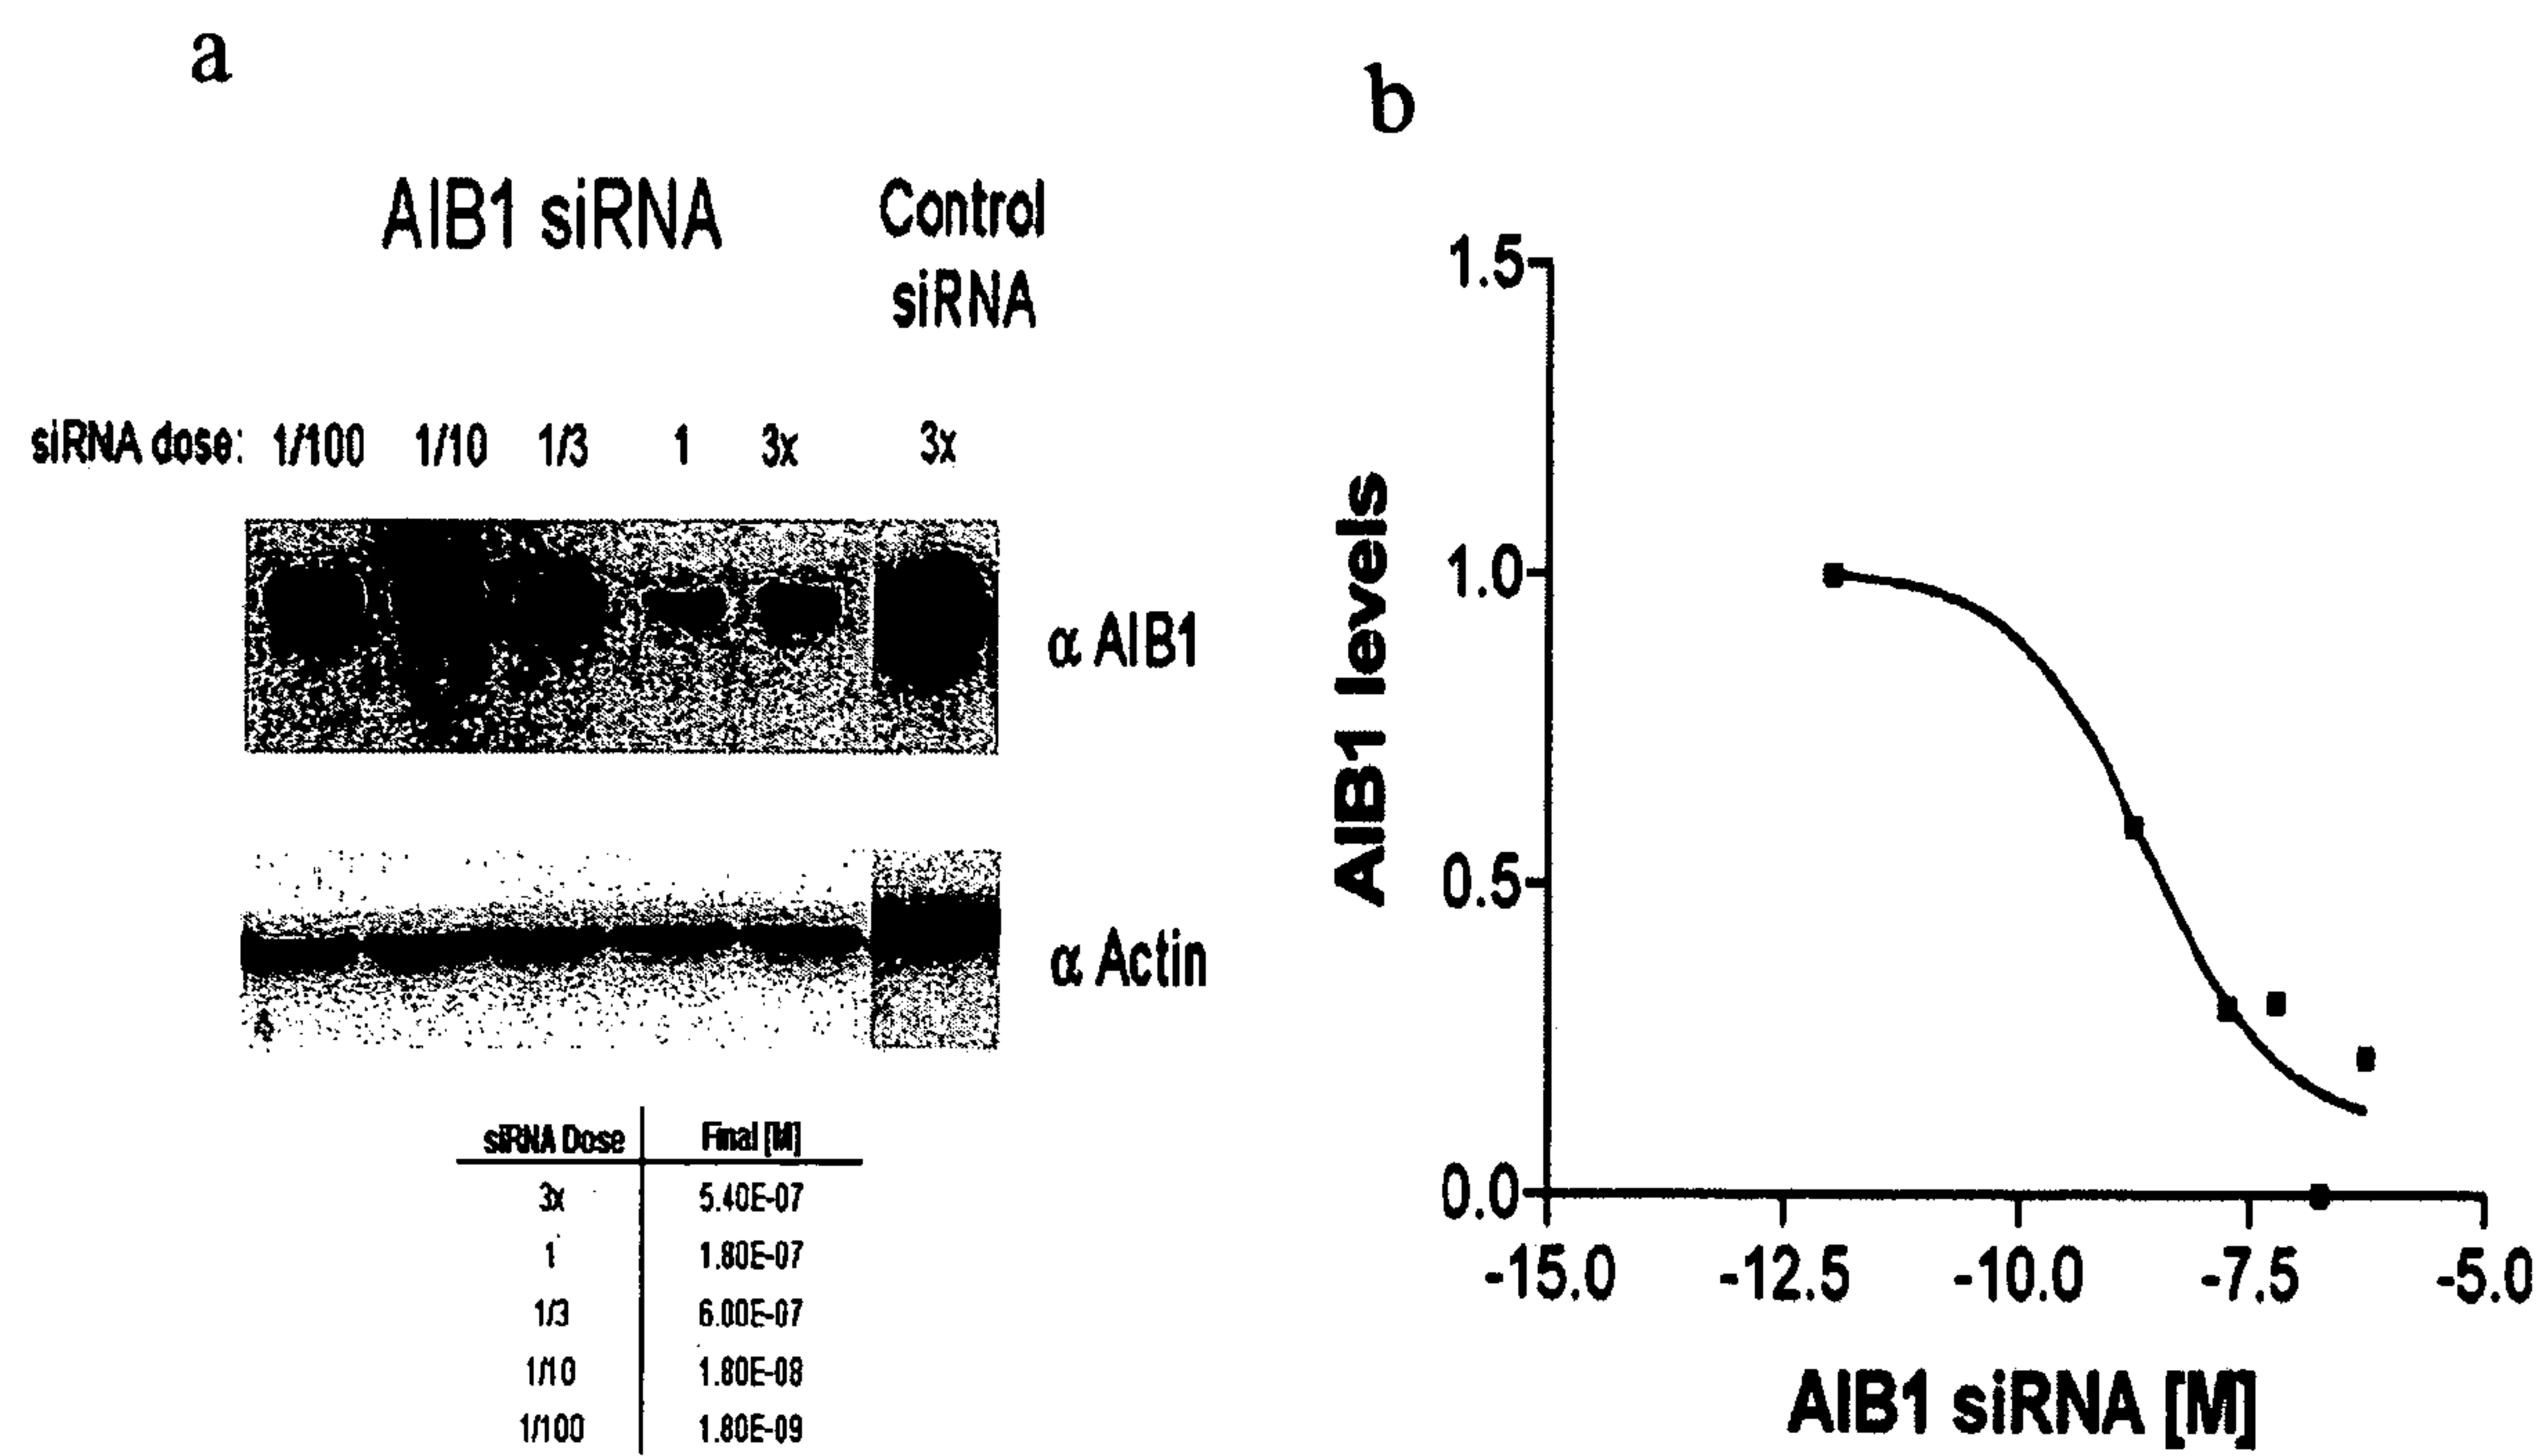 a
AIB1 siRNA
Control
siRNA
siRNA dose: 1/100 1/10 1/3 1 3x 3x
α AIB1
α Actin
siRNA Dose Final [M]
3x 5.40E-07
1 1.80E-07
1/3 6.00E-07
1/10 1.80E-08
1/100 1.80E-09
b
AIB1 levels
1.5
1.0
0.5
0.0
-15.0 -12.5 -10.0 -7.5 -5.0
AIB1 siRNA [M]